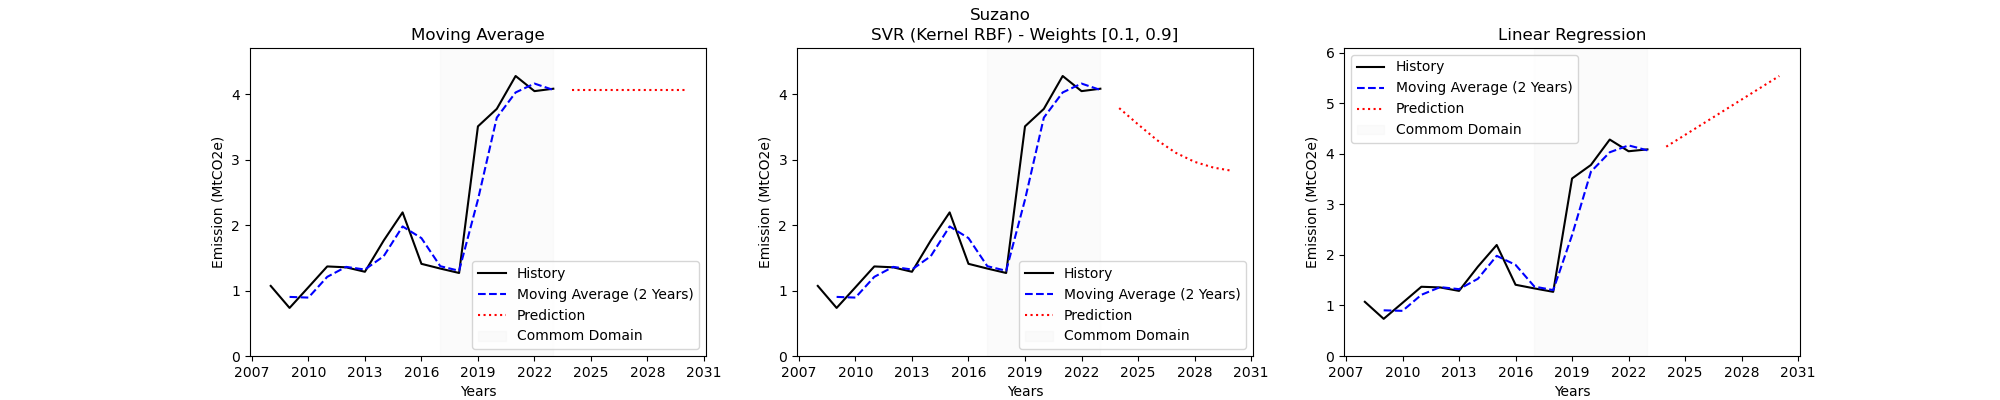 Suzano
Moving Average
Emission (MtCO2e)
4
3
2
1
0
History
Moving Average (2 Years)
Prediction
Commom Domain
2007 2010 2013 2016 2019 2022 2025 2028 2031
Years
SVR (Kernel RBF) - Weights [0.1, 0.9]
Emission (MtCO2e)
4
3
2
1
0
History
Moving Average (2 Years)
Prediction
Commom Domain
2007 2010 2013 2016 2019 2022 2025 2028 2031
Years
Linear Regression
Emission (MtCO2e)
6
5
4
3
2
1
0
History
Moving Average (2 Years)
Prediction
Commom Domain
2007 2010 2013 2016 2019 2022 2025 2028 2031
Years